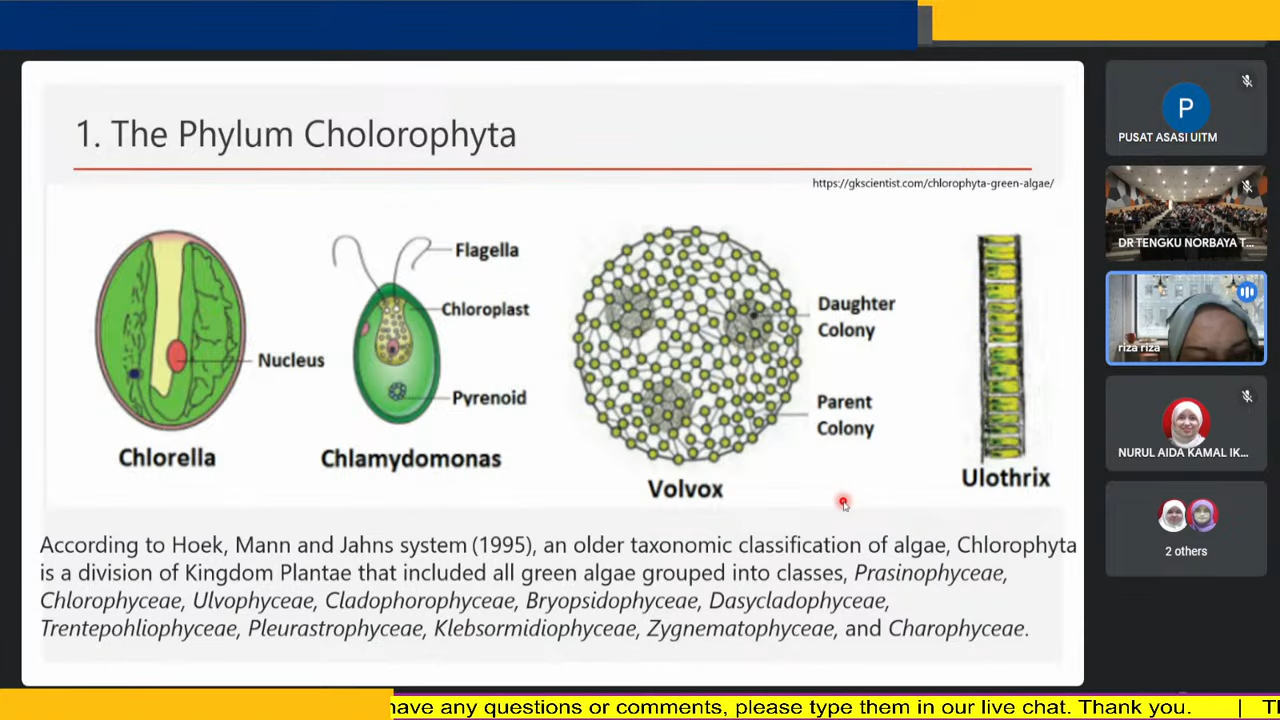 1. The Phylum Cholorophyta
https://gkscientist.com/chlorophyta-green-algae/
Nucleus
Chlorella
Flagella
Chloroplast
Pyrenoid
Chlamydomonas
Daughter
Colony
Parent
Colony
Volvox
Ulothrix
According to Hoek, Mann and Jahns system (1995), an older taxonomic classification of algae, Chlorophyta
is a division of Kingdom Plantae that included all green algae grouped into classes, Prasinophyceae,
Chlorophyceae, Ulvophyceae, Cladophorophyceae, Bryopsidophyceae, Dasycladophyceae,
Trentepohliophyceae, Pleurastrophyceae, Klebsormidiophyceae, Zygnematophyceae, and Charophyceae.
P
PUSAT ASASI UITM
DR TENGKU NORBAYA T...
riza riza
NURUL AIDA KAMAL IK...
2 others
have any questions or comments, please type them in our live chat. Thank you. | Th